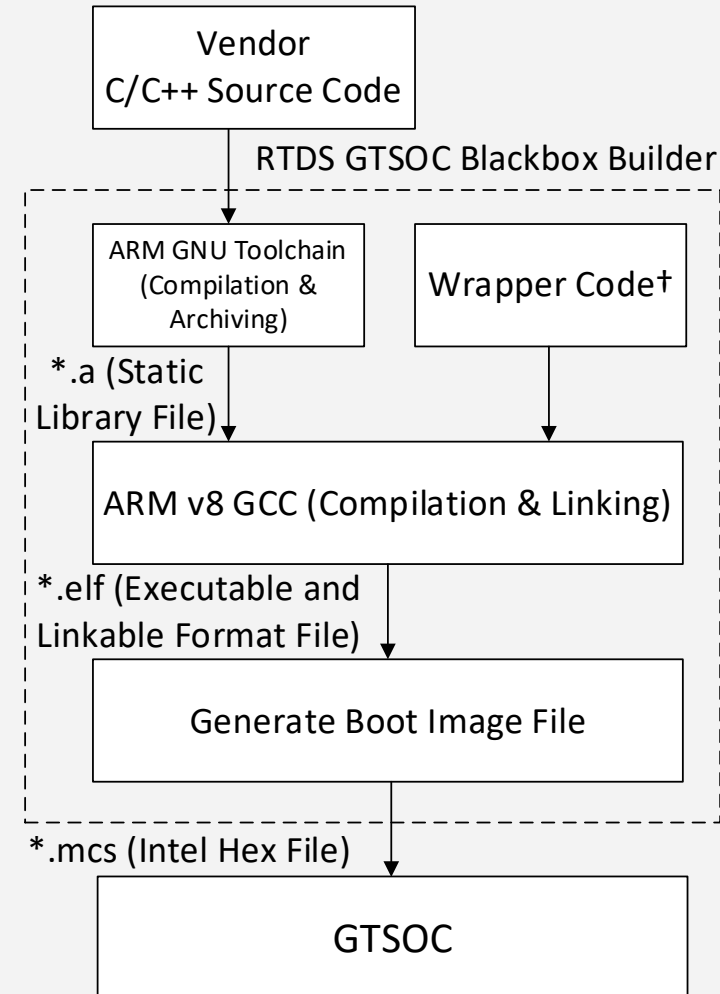 Vendor
C/C++ Source Code
RTDS GTSOC Blackbox Builder
ARM GNU Toolchain
(Compilation &
Archiving)
Wrapper Code†
*.a (Static
Library File)
ARM v8 GCC (Compilation & Linking)
*.elf (Executable and
Linkable Format File)
Generate Boot Image File
*.mcs (Intel Hex File)
GTSOC